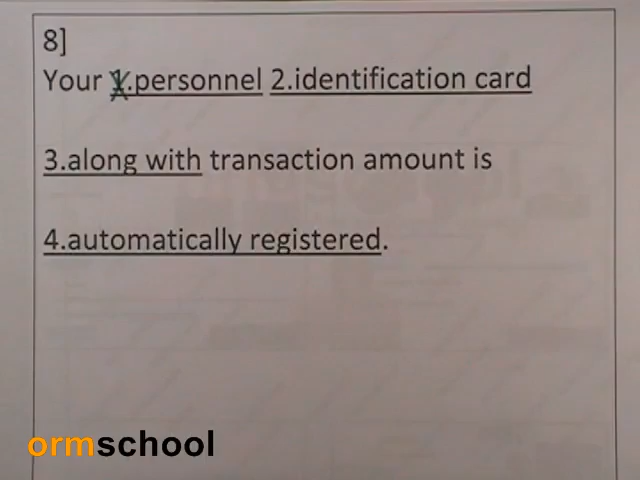 8]
Your 1.personnel 2.identification card
3.along with transaction amount is
4.automatically registered.
ormschool